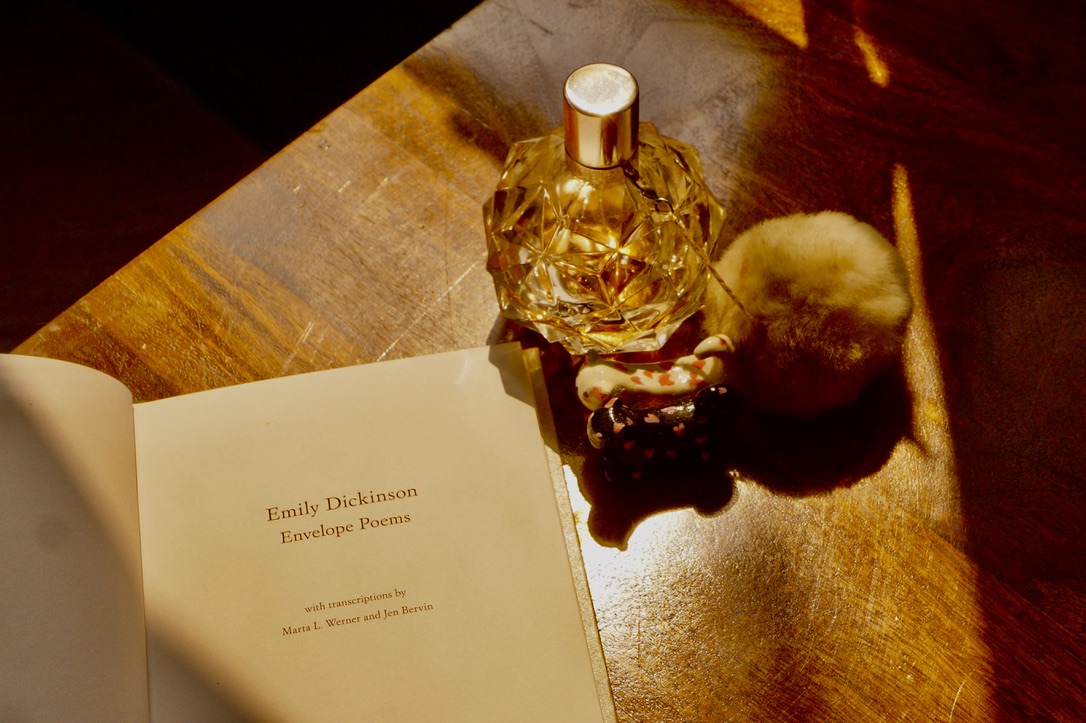 Emily Dickinson
Envelope Poems
with transcriptions by
Marta L. Werner and Jen Bervin